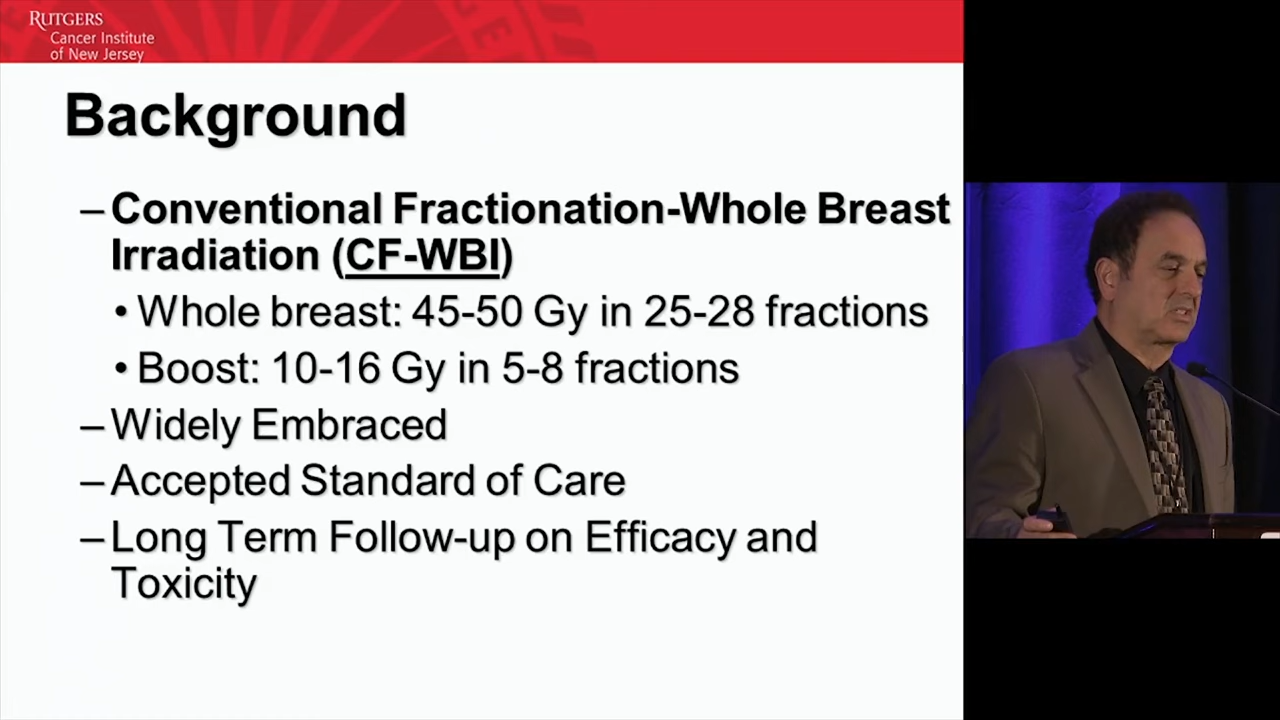 RUTGERS
Cancer Institute
of New Jersey
Background
–Conventional Fractionation-Whole Breast
Irradiation (CF-WBI)
•Whole breast: 45-50 Gy in 25-28 fractions
•Boost: 10-16 Gy in 5-8 fractions
–Widely Embraced
–Accepted Standard of Care
–Long Term Follow-up on Efficacy and
Toxicity